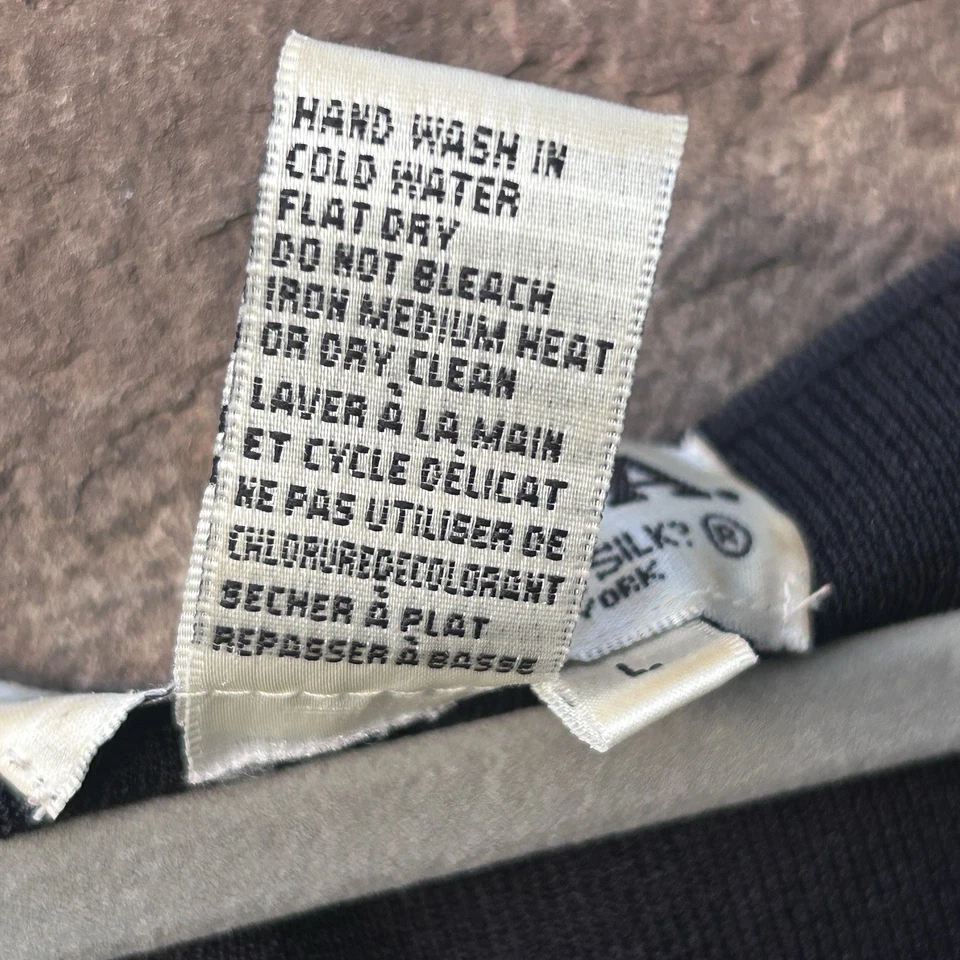 HAND WASH IN
COLD WATER
FLAT DRY
DO NOT BLEACH
IRON MEDIUM HEAT
OR DRY CLEAN
LAVER À LA MAIN
ET CYCLE DÉLICAT
NE PAS UTILISER DE
CHLORUREDECOLORANT
SECHER À PLAT
REPASSER À BASSE
A.
SILK? ®
YORK
L